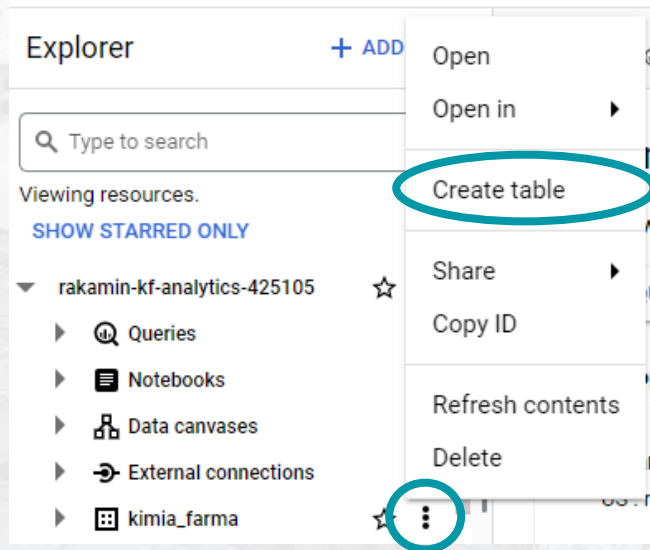 Explorer
+ ADD
Type to search
Viewing resources.
SHOW STARRED ONLY
rakamin-kf-analytics-425105
Queries
Notebooks
Data canvases
External connections
kimia_farma
Open
Open in
Create table
Share
Copy ID
Refresh contents
Delete